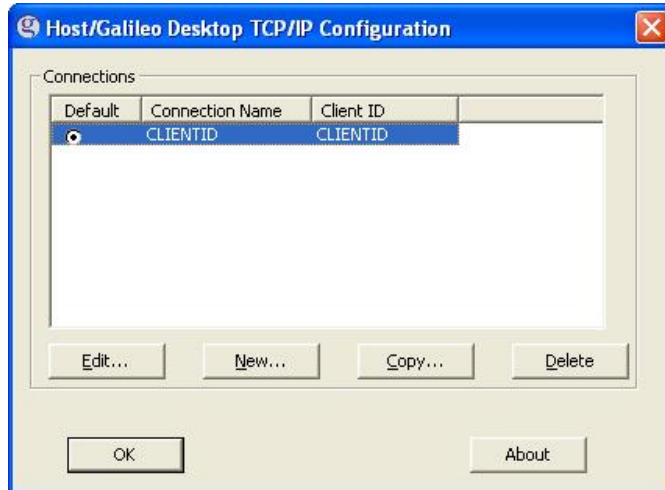 Host/Galileo Desktop TCP/IP Configuration
Connections
Default Connection Name Client ID
CLIENTID CLIENTID
Edit... New... Copy... Delete
OK About